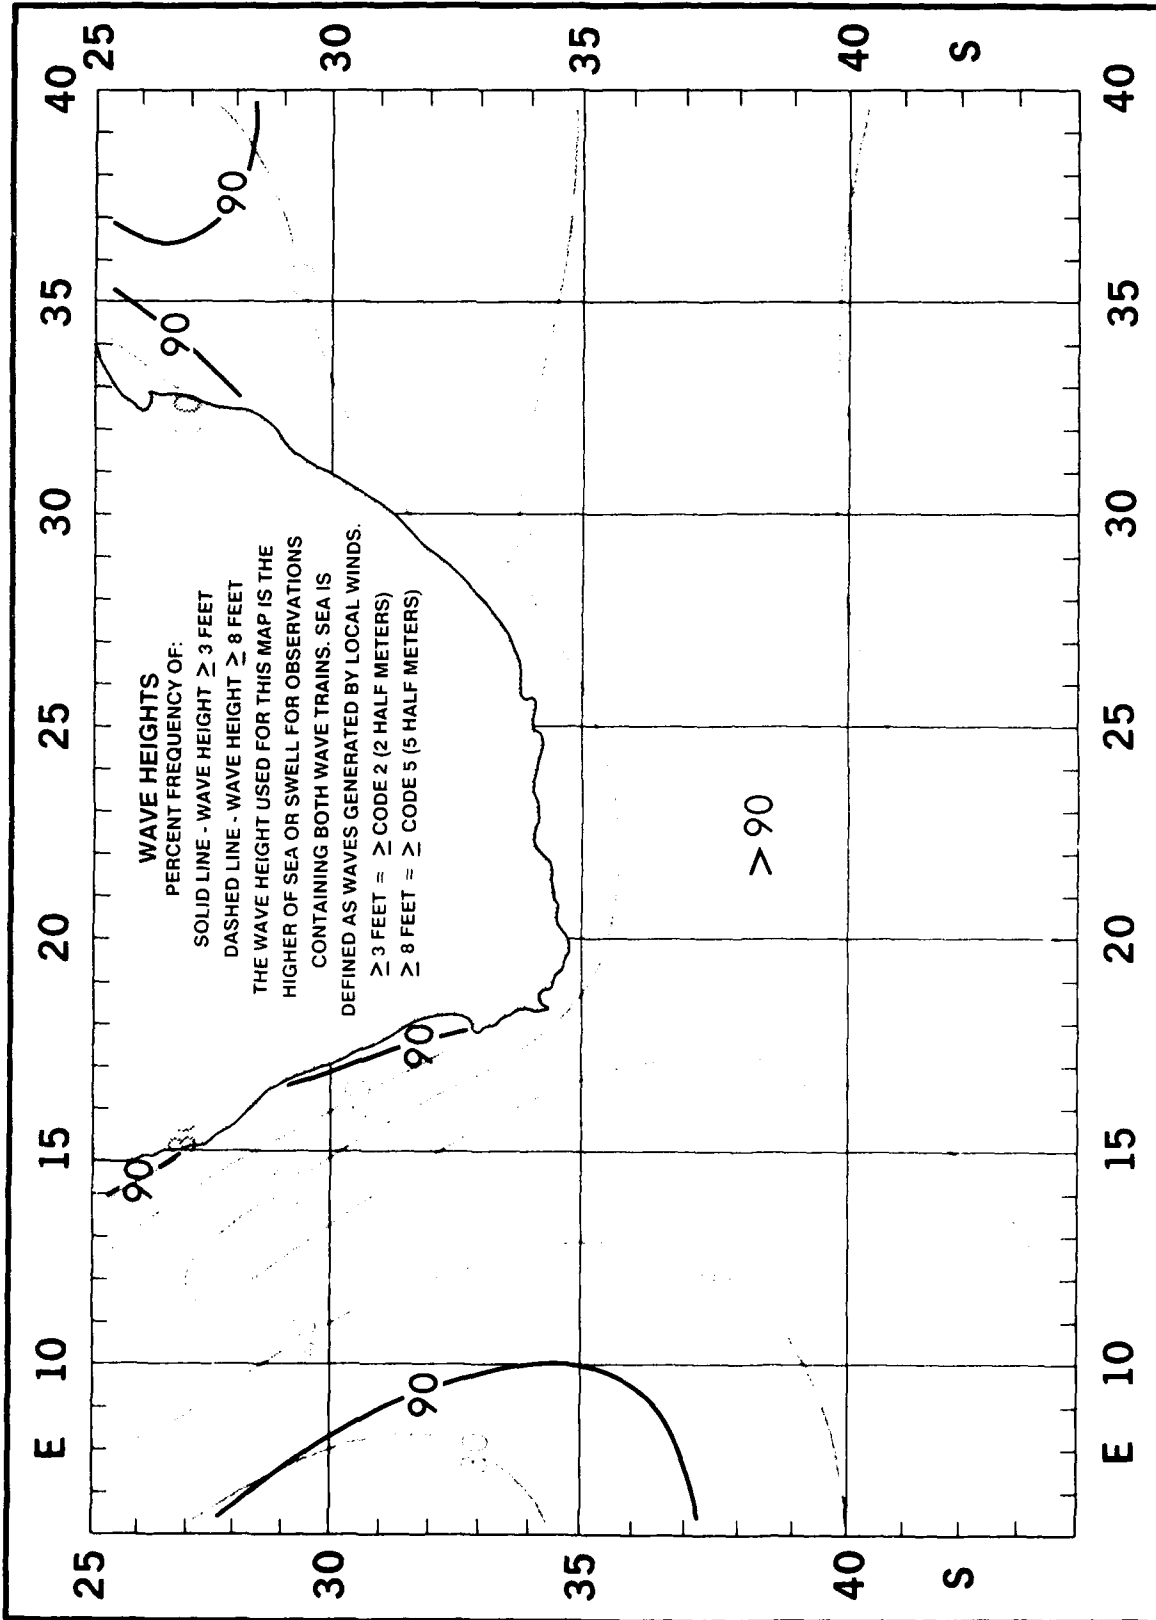 WAVE HEIGHTS
PERCENT FREQUENCY OF:
SOLID LINE - WAVE HEIGHT ≥ 3 FEET
DASHED LINE - WAVE HEIGHT ≥ 8 FEET
THE WAVE HEIGHT USED FOR THIS MAP IS THE
HIGHER OF SEA OR SWELL FOR OBSERVATIONS
CONTAINING BOTH WAVE TRAINS. SEA IS
DEFINED AS WAVES GENERATED BY LOCAL WINDS.
≥ 3 FEET = ≥ CODE 2 (2 HALF METERS)
≥ 8 FEET = ≥ CODE 5 (5 HALF METERS)
E 10 15 20 25 30 35 40
25
30
35
40
S
25
30
35
40
S
90
90
90
90
90
>90
E 10 15 20 25 30 35 40